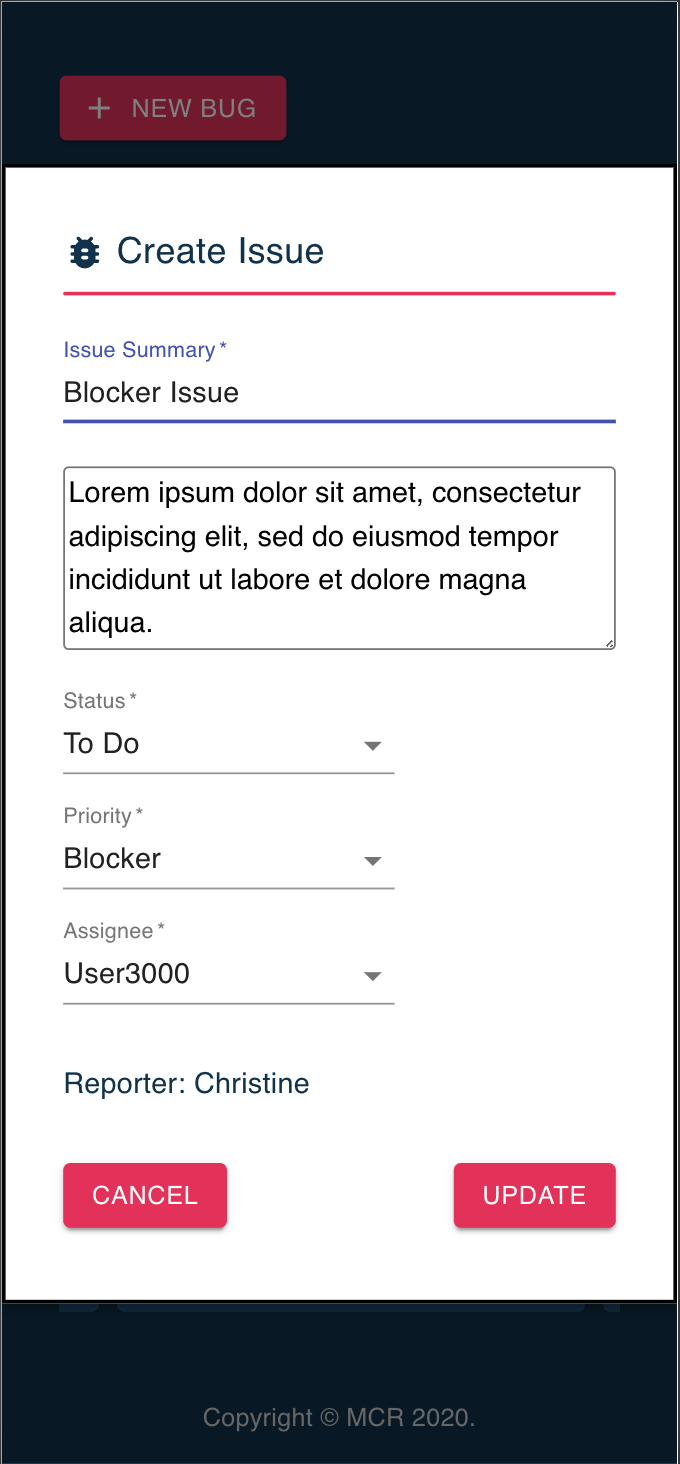 + NEW BUG
Create Issue
Issue Summary *
Blocker Issue
Lorem ipsum dolor sit amet, consectetur
adipiscing elit, sed do eiusmod tempor
incididunt ut labore et dolore magna
aliqua.
Status *
To Do
Priority *
Blocker
Assignee *
User3000
Reporter: Christine
CANCEL
UPDATE
Copyright © MCR 2020.